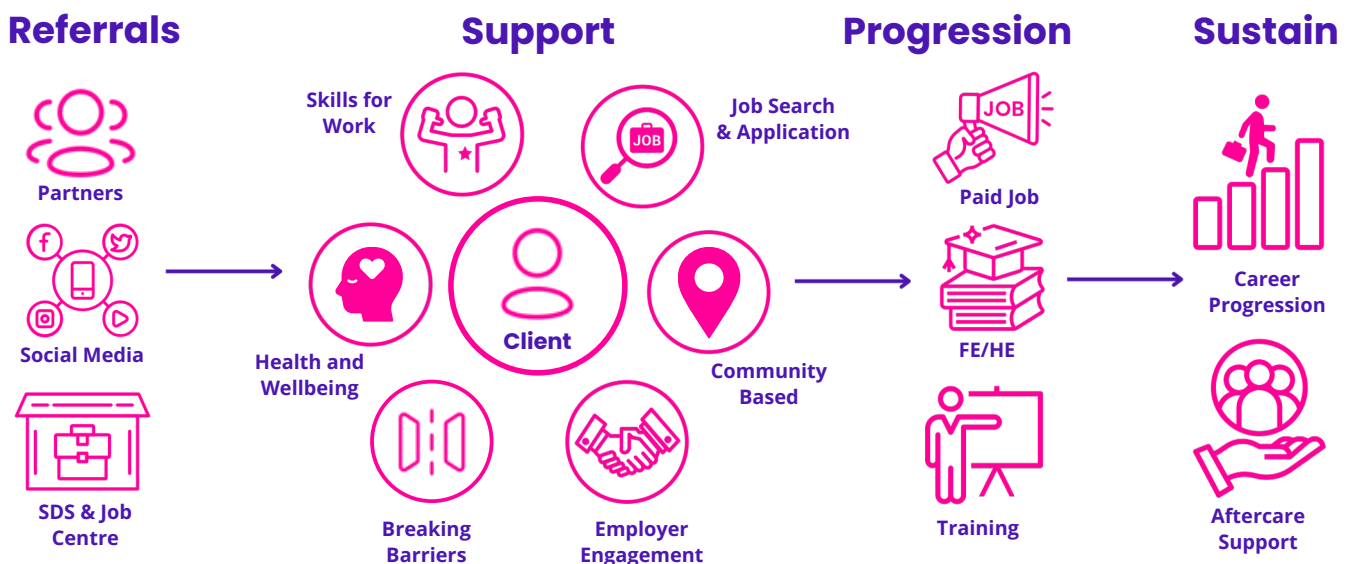 Referrals
Partners
Social Media
SDS & Job
Centre
Support
Skills for
Work
JOB
Job Search
& Application
Health and
Wellbeing
Client
Community
Based
Breaking
Barriers
Employer
Engagement
Progression
JOB
Paid Job
FE/HE
Training
Sustain
Career
Progression
Aftercare
Support